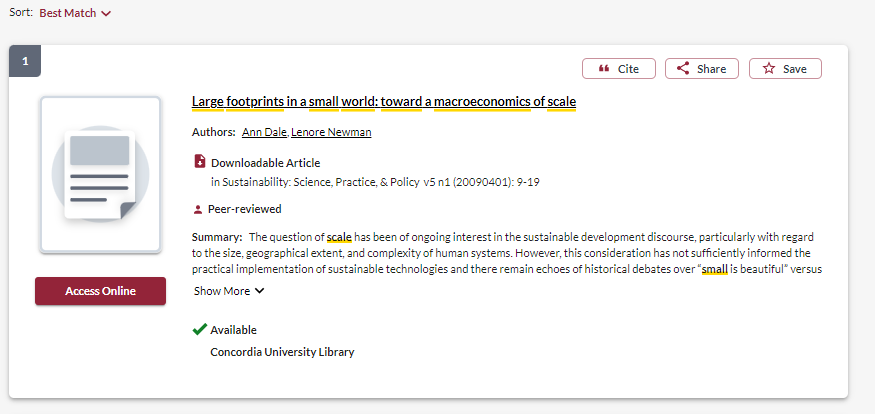 Sort: Best Match
1
Cite Share Save
Large footprints in a small world: toward a macroeconomics of scale
Authors: Ann Dale, Lenore Newman
Downloadable Article
in Sustainability: Science, Practice, & Policy v5 n1 (20090401): 9-19
Peer-reviewed
Summary: The question of scale has been of ongoing interest in the sustainable development discourse, particularly with regard
to the size, geographical extent, and complexity of human systems. However, this consideration has not sufficiently informed the
practical implementation of sustainable technologies and there remain echoes of historical debates over “small is beautiful” versus
Access Online
Show More
Available
Concordia University Library